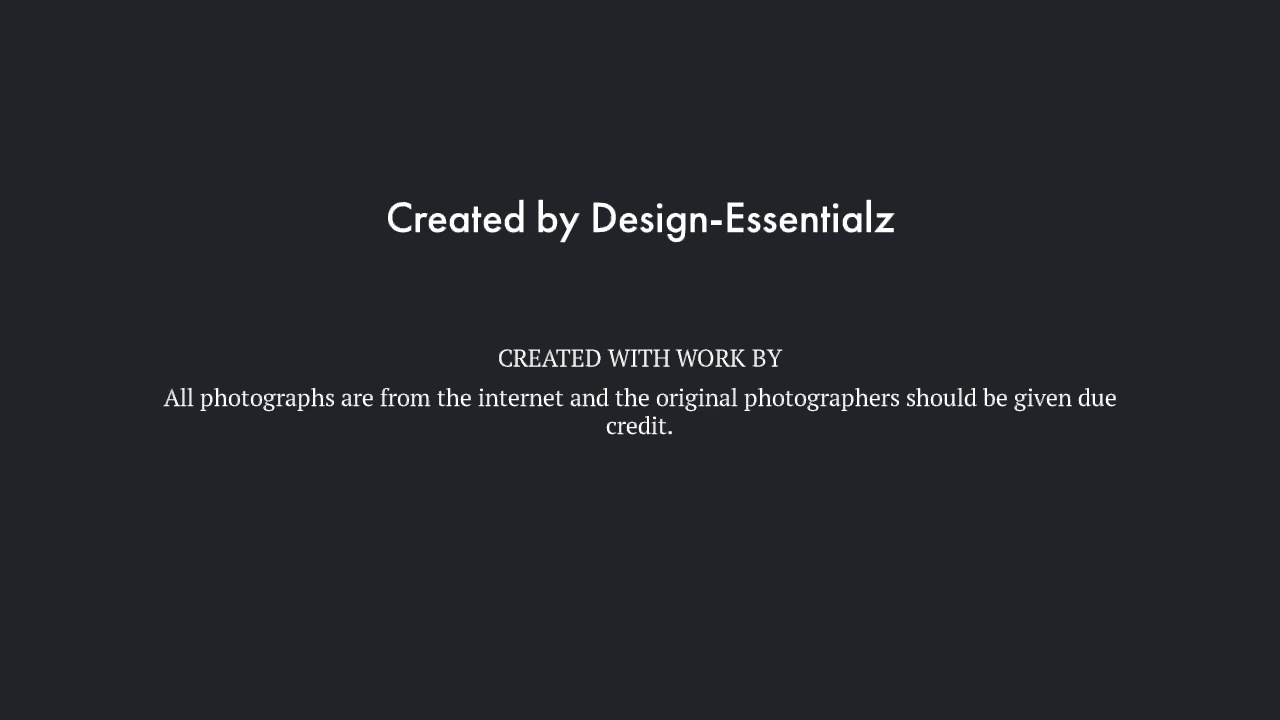 Created by Design-Essentialz
CREATED WITH WORK BY
All photographs are from the internet and the original photographers should be given due
credit.